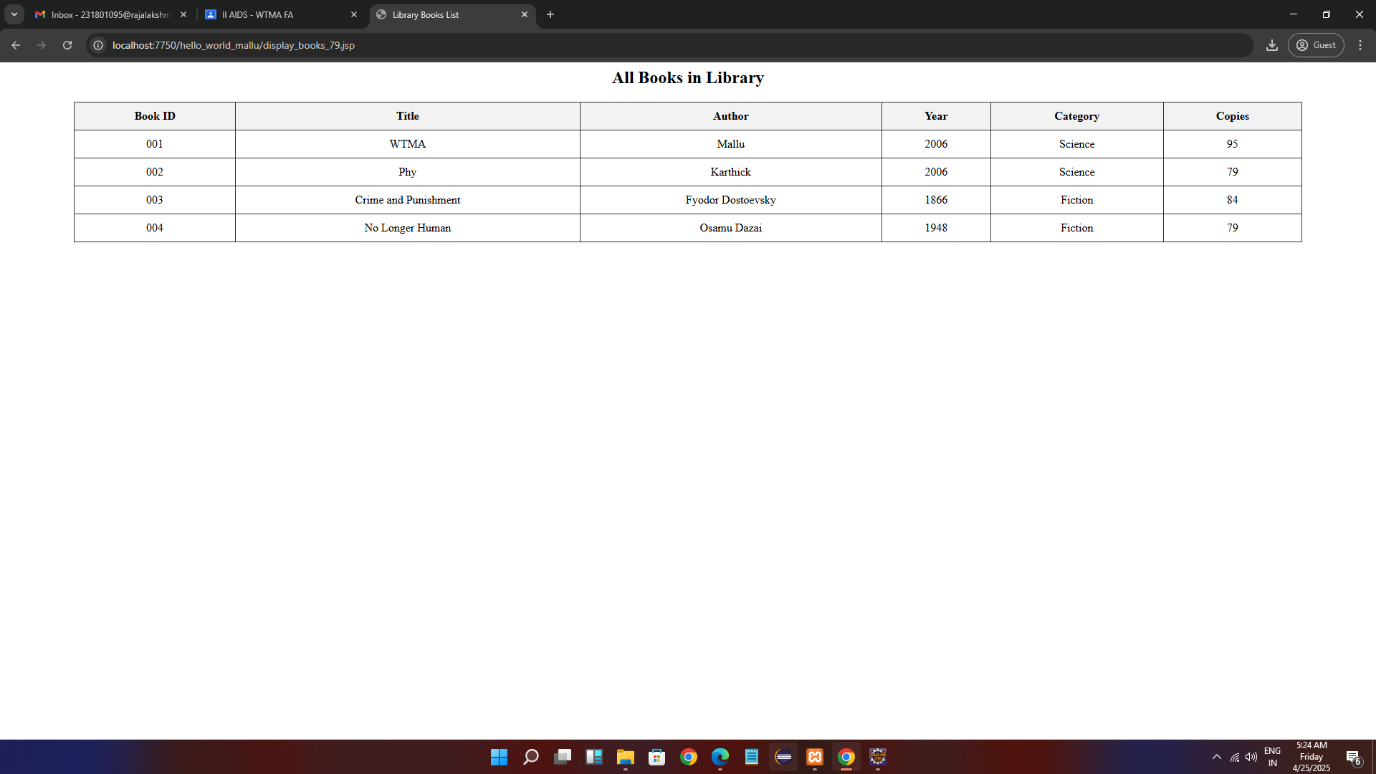 Inbox - 231801095@rajalakshm
II AIDS - WTMA FA
Library Books List
localhost:7750/hello_world_mallu/display_books_79.jsp
Guest
All Books in Library
Book ID Title Author Year Category Copies
001 WTMA Mallu 2006 Science 95
002 Phy Karthick 2006 Science 79
003 Crime and Punishment Fyodor Dostoevsky 1866 Fiction 84
004 No Longer Human Osamu Dazai 1948 Fiction 79
ENG
IN
5:24 AM
Friday
4/25/2025
6